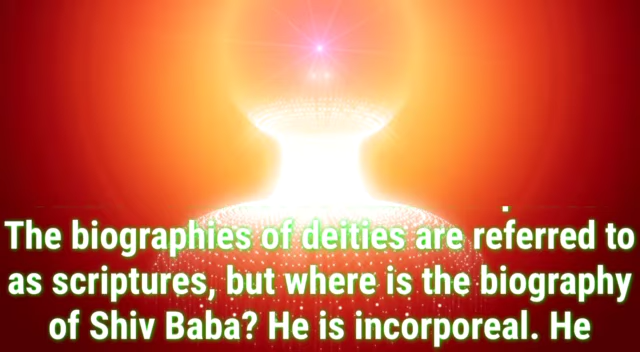 The biographies of deities are referred to
as scriptures, but where is the biography
of Shiv Baba? He is incorporeal. He